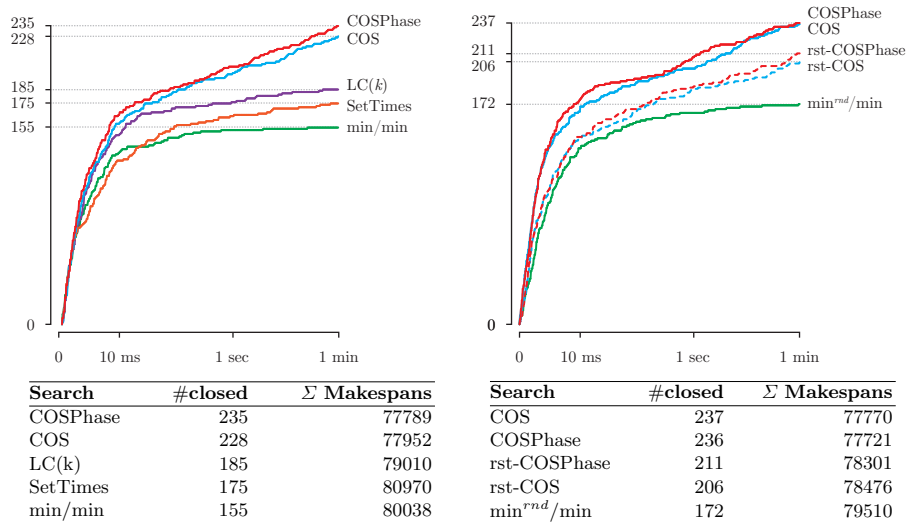 235
228
185
175
155
0
COSPhase
COS
LC(k)
SetTimes
min/min
0 10 ms 1 sec 1 min
Search #closed Σ Makespans
COSPhase 235 77789
COS 228 77952
LC(k) 185 79010
SetTimes 175 80970
min/min 155 80038
237
211
206
172
0
COSPhase
COS
rst-COSPhase
rst-COS
min^rnd/min
0 10 ms 1 sec 1 min
Search #closed Σ Makespans
COS 237 77770
COSPhase 236 77721
rst-COSPhase 211 78301
rst-COS 206 78476
min^rnd/min 172 79510